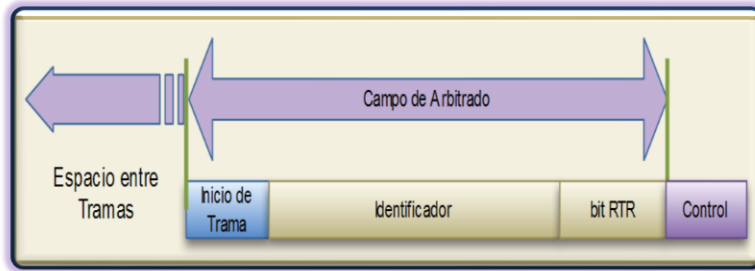 Campo de Arbitrado
Espacio entre
Tramas
Inicio de
Trama
Identificador
bit RTR
Control